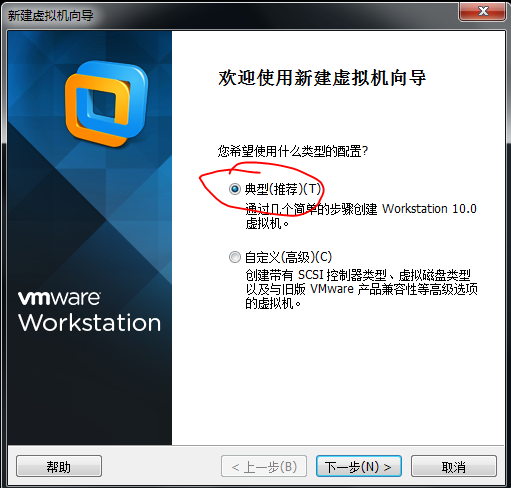 新建虚拟机向导
欢迎使用新建虚拟机向导
您希望使用什么类型的配置?
典型(推荐)(T)
通过几个简单的步骤创建 Workstation 10.0
虚拟机。
自定义(高级)(C)
创建带有 SCSI 控制器类型、虚拟磁盘类型
以及与旧版 VMware 产品兼容性等高级选项
的虚拟机。
vmware
Workstation
帮助
< 上一步(B)
下一步(N) >
取消